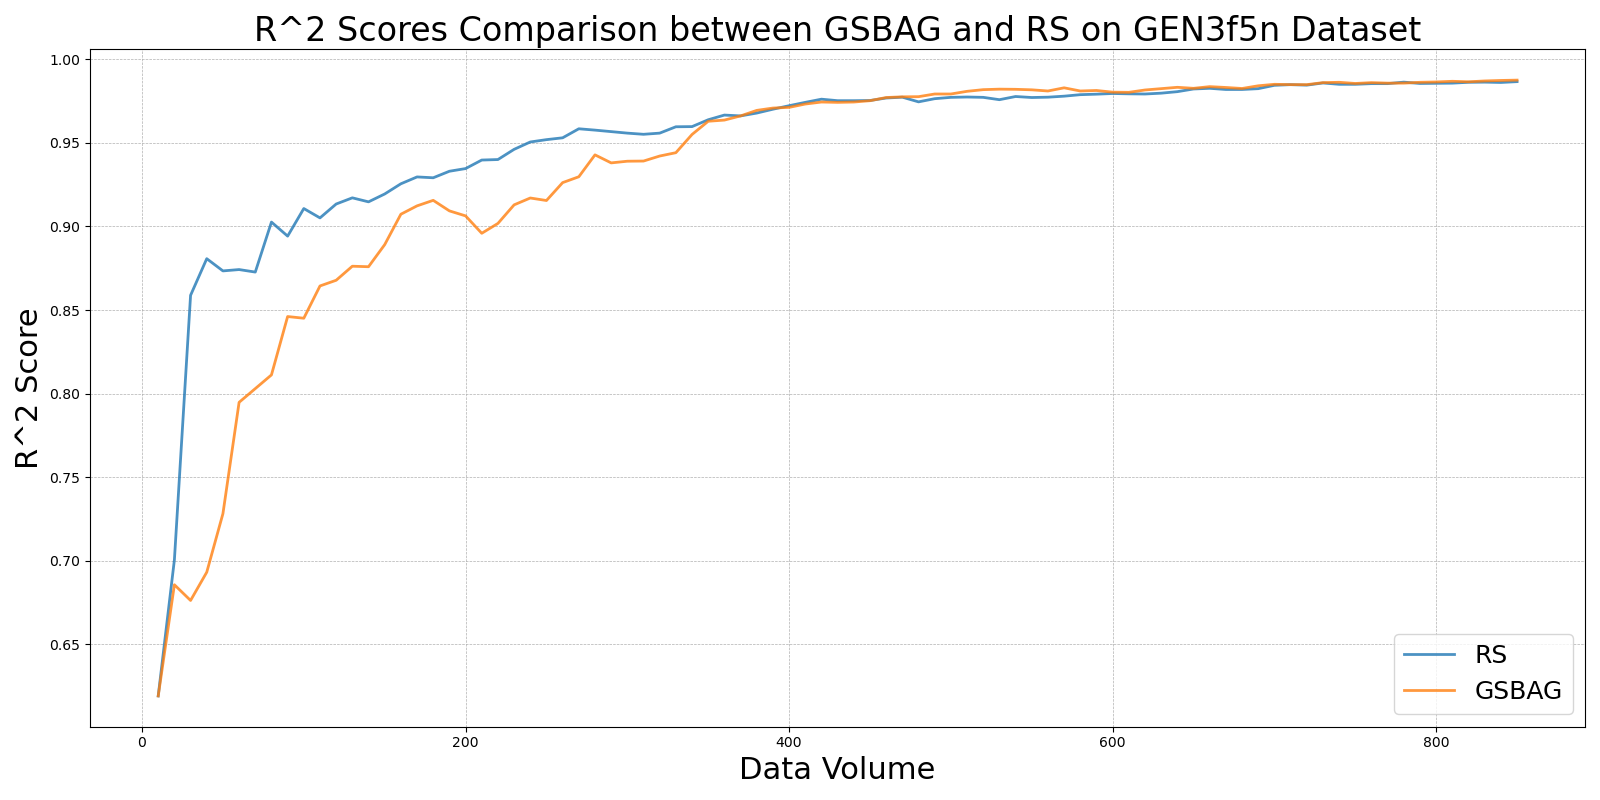 R^2 Scores Comparison between GSBAG and RS on GEN3f5n Dataset
1.00
0.95
0.90
0.85
0.80
0.75
0.70
0.65
R^2 Score
0 200 400 600 800
Data Volume
RS
GSBAG